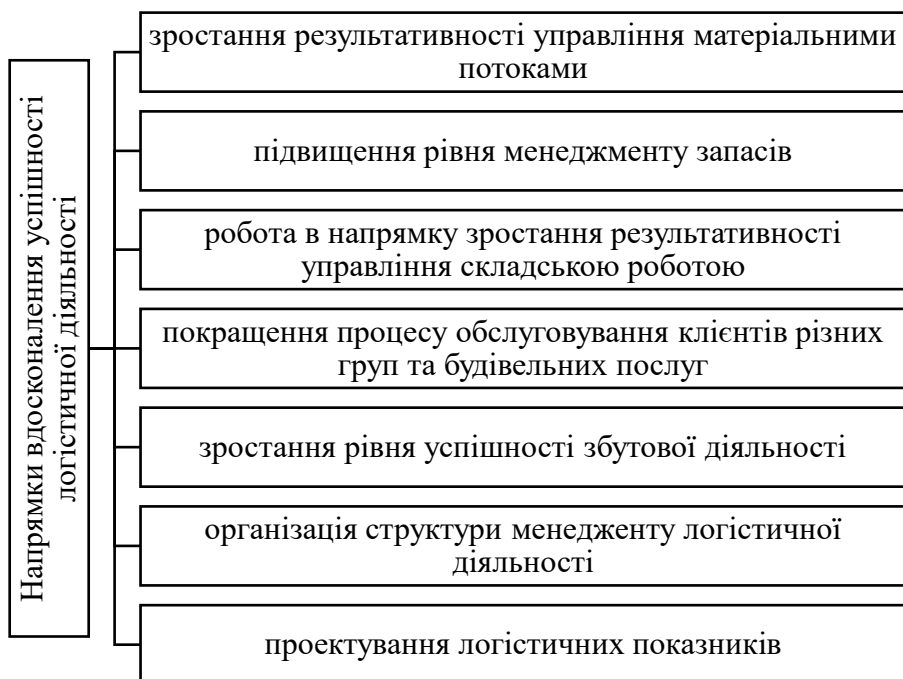 Напрямки вдосконалення успішності
логістичної діяльності
зростання результативності управління матеріальними
потоками
підвищення рівня менеджменту запасів
робота в напрямку зростання результативності
управління складською роботою
покращення процесу обслуговування клієнтів різних
груп та будівельних послуг
зростання рівня успішності збутової діяльності
організація структури менедженту логістичної
діяльності
проектування логістичних показників